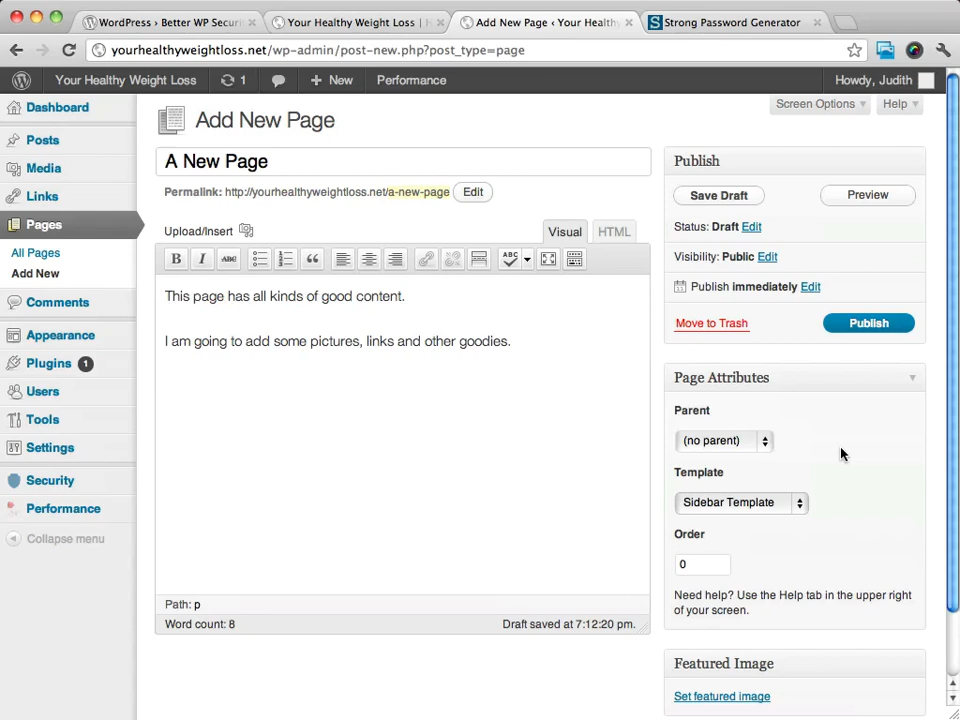 WordPress › Better WP Securi
Your Healthy Weight Loss |
Add New Page ‹ Your Health
Strong Password Generator
yourhealthyweightloss.net/wp-admin/post-new.php?post_type=page
Your Healthy Weight Loss 1 New Performance Howdy, Judith
Screen Options Help
Dashboard
Posts
Media
Links
Pages
All Pages
Add New
Comments
Appearance
Plugins 1
Users
Tools
Settings
Security
Performance
Collapse menu
Add New Page
A New Page
Permalink: http://yourhealthyweightloss.net/a-new-page Edit
Upload/Insert Visual HTML
B I ABC ABC
This page has all kinds of good content.
I am going to add some pictures, links and other goodies.
Path: p
Word count: 8 Draft saved at 7:12:20 pm.
Publish
Save Draft Preview
Status: Draft Edit
Visibility: Public Edit
Publish immediately Edit
Move to Trash Publish
Page Attributes
Parent
(no parent)
Template
Sidebar Template
Order
0
Need help? Use the Help tab in the upper right
of your screen.
Featured Image
Set featured image